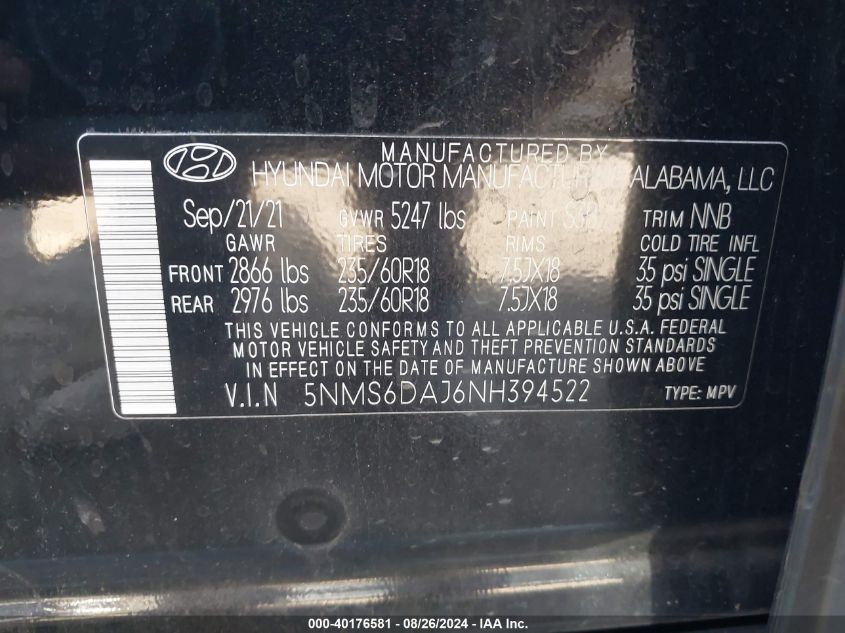 MANUFACTURED BY
HYUNDAI MOTOR MANUFACTURING ALABAMA, LLC
Sep/21/21 GVWR 5247 lbs PAINT TRIM NNB
GAWR TIRES RIMS COLD TIRE INFL
FRONT 2866 lbs 235/60R18 7.5JX18 35 psi SINGLE
REAR 2976 lbs 235/60R18 7.5JX18 35 psi SINGLE
THIS VEHICLE CONFORMS TO ALL APPLICABLE U.S.A. FEDERAL
MOTOR VEHICLE SAFETY AND THEFT PREVENTION STANDARDS
IN EFFECT ON THE DATE OF MANUFACTURE SHOWN ABOVE
V.I.N 5NMS6DAJ6NH394522 TYPE: MPV
000-40176581 - 08/26/2024 - IAA Inc.